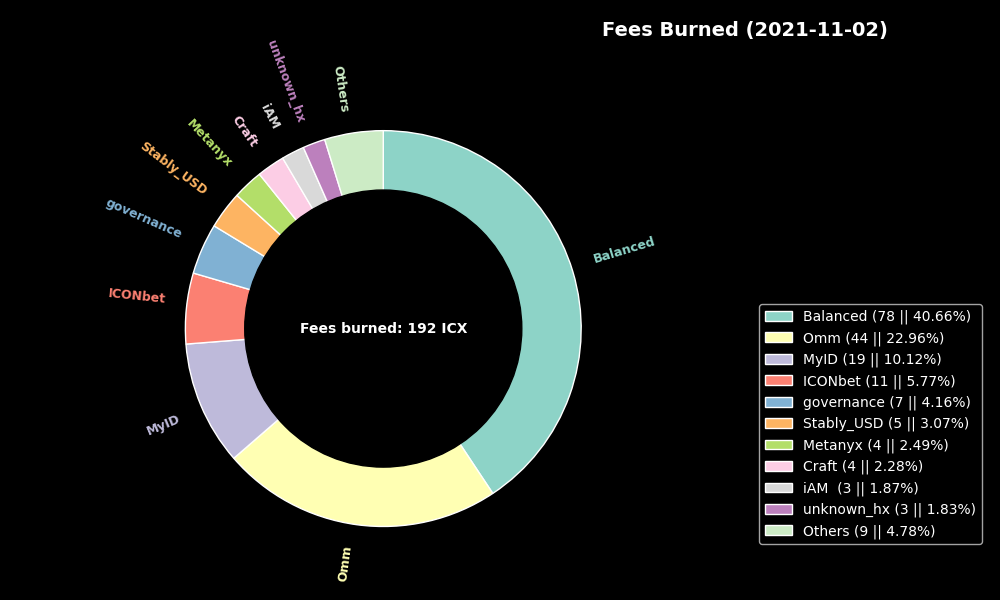 Fees Burned (2021-11-02)
Others
unknown_hx
iAM
Craft
Metanyx
Stably_USD
governance
ICONbet
MyID
Omm
Balanced
Fees burned: 192 ICX
Balanced (78 || 40.66%)
Omm (44 || 22.96%)
MyID (19 || 10.12%)
ICONbet (11 || 5.77%)
governance (7 || 4.16%)
Stably_USD (5 || 3.07%)
Metanyx (4 || 2.49%)
Craft (4 || 2.28%)
iAM  (3 || 1.87%)
unknown_hx (3 || 1.83%)
Others (9 || 4.78%)